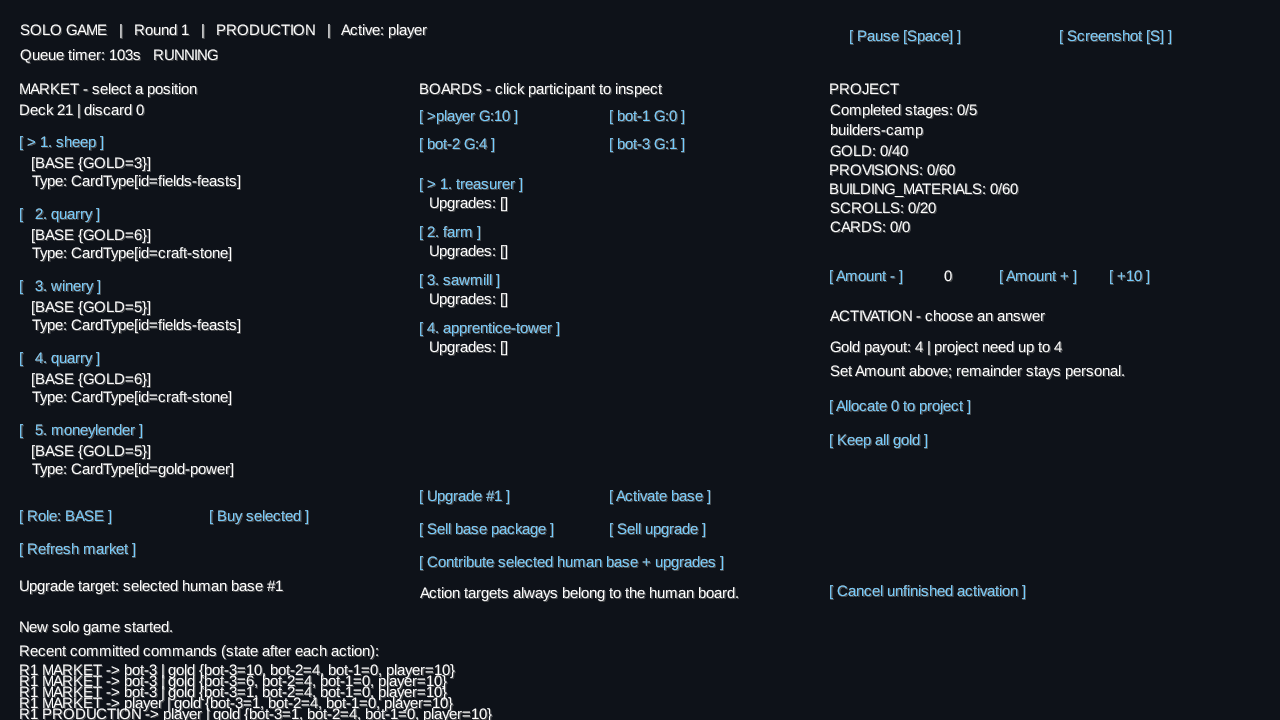 SOLO GAME | Round 1 | PRODUCTION | Active: player
[ Pause [Space] ] [ Screenshot [S] ]
Queue timer: 103s RUNNING
MARKET - select a position
Deck 21 | discard 0
[ > 1. sheep ]
[BASE {GOLD=3}]
Type: CardType[id=fields-feasts]
[ 2. quarry ]
[BASE {GOLD=6}]
Type: CardType[id=craft-stone]
[ 3. winery ]
[BASE {GOLD=5}]
Type: CardType[id=fields-feasts]
[ 4. quarry ]
[BASE {GOLD=6}]
Type: CardType[id=craft-stone]
[ 5. moneylender ]
[BASE {GOLD=5}]
Type: CardType[id=gold-power]
[ Role: BASE ] [ Buy selected ]
[ Refresh market ]
Upgrade target: selected human base #1
BOARDS - click participant to inspect
[ >player G:10 ] [ bot-1 G:0 ]
[ bot-2 G:4 ] [ bot-3 G:1 ]
[ > 1. treasurer ]
Upgrades: []
[ 2. farm ]
Upgrades: []
[ 3. sawmill ]
Upgrades: []
[ 4. apprentice-tower ]
Upgrades: []
[ Upgrade #1 ] [ Activate base ]
[ Sell base package ] [ Sell upgrade ]
[ Contribute selected human base + upgrades ]
Action targets always belong to the human board.
PROJECT
Completed stages: 0/5
builders-camp
GOLD: 0/40
PROVISIONS: 0/60
BUILDING_MATERIALS: 0/60
SCROLLS: 0/20
CARDS: 0/0
[ Amount - ] 0 [ Amount + ] [ +10 ]
ACTIVATION - choose an answer
Gold payout: 4 | project need up to 4
Set Amount above; remainder stays personal.
[ Allocate 0 to project ]
[ Keep all gold ]
[ Cancel unfinished activation ]
New solo game started.
Recent committed commands (state after each action):
R1 MARKET -> bot-3 | gold {bot-3=10, bot-2=4, bot-1=0, player=10}
R1 MARKET -> bot-3 | gold {bot-3=6, bot-2=4, bot-1=0, player=10}
R1 MARKET -> bot-3 | gold {bot-3=1, bot-2=4, bot-1=0, player=10}
R1 MARKET -> player | gold {bot-3=1, bot-2=4, bot-1=0, player=10}
R1 PRODUCTION -> player | gold {bot-3=1, bot-2=4, bot-1=0, player=10}